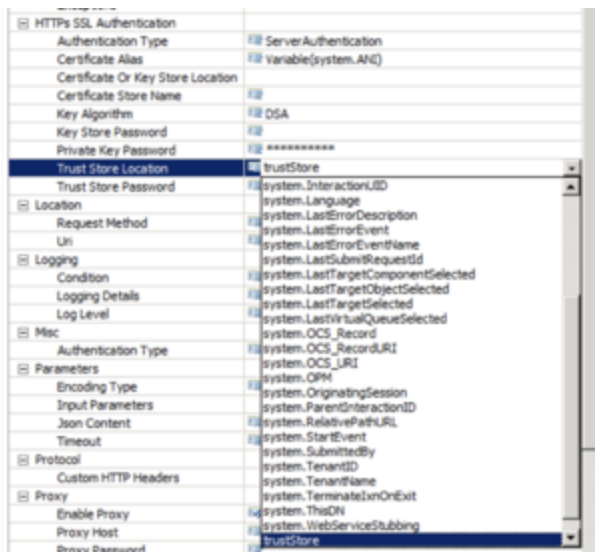 HTTPs SSL Authentication
Authentication Type ServerAuthentication
Certificate Alias Variable(system.ANI)
Certificate Or Key Store Location
Certificate Store Name
Key Algorithm DSA
Key Store Password
Private Key Password **********
Trust Store Location trustStore
Trust Store Password system.InteractionUID
system.Language
Location system.LastErrorDescription
Request Method system.LastErrorEvent
Uri system.LastErrorEventName
system.LastSubmitRequestId
Logging system.LastTargetComponentSelected
Condition system.LastTargetObjectSelected
Logging Details system.LastTargetSelected
Log Level system.LastVirtualQueueSelected
Misc system.OCS_Record
Authentication Type system.OCS_RecordURI
system.OCS_URI
Parameters system.OPM
Encoding Type system.OriginatingSession
Input Parameters system.ParentInteractionID
Json Content system.RelativePathURL
Timeout system.StartEvent
system.SubmittedBy
Protocol system.TenantID
Custom HTTP Headers system.TenantName
Proxy system.TerminateIxnOnExit
Enable Proxy system.ThisDN
Proxy Host system.WebServiceStubbing
Proxy Password trustStore